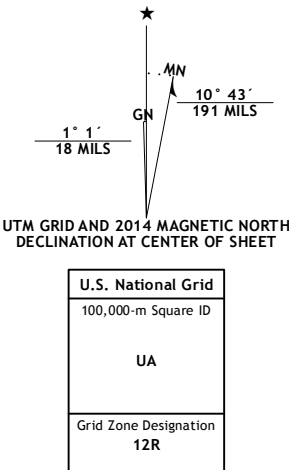 ★
MN
10° 43´
191 MILS
GN
1° 1´
18 MILS
UTM GRID AND 2014 MAGNETIC NORTH
DECLINATION AT CENTER OF SHEET
U.S. National Grid
100,000-m Square ID
UA
Grid Zone Designation
12R